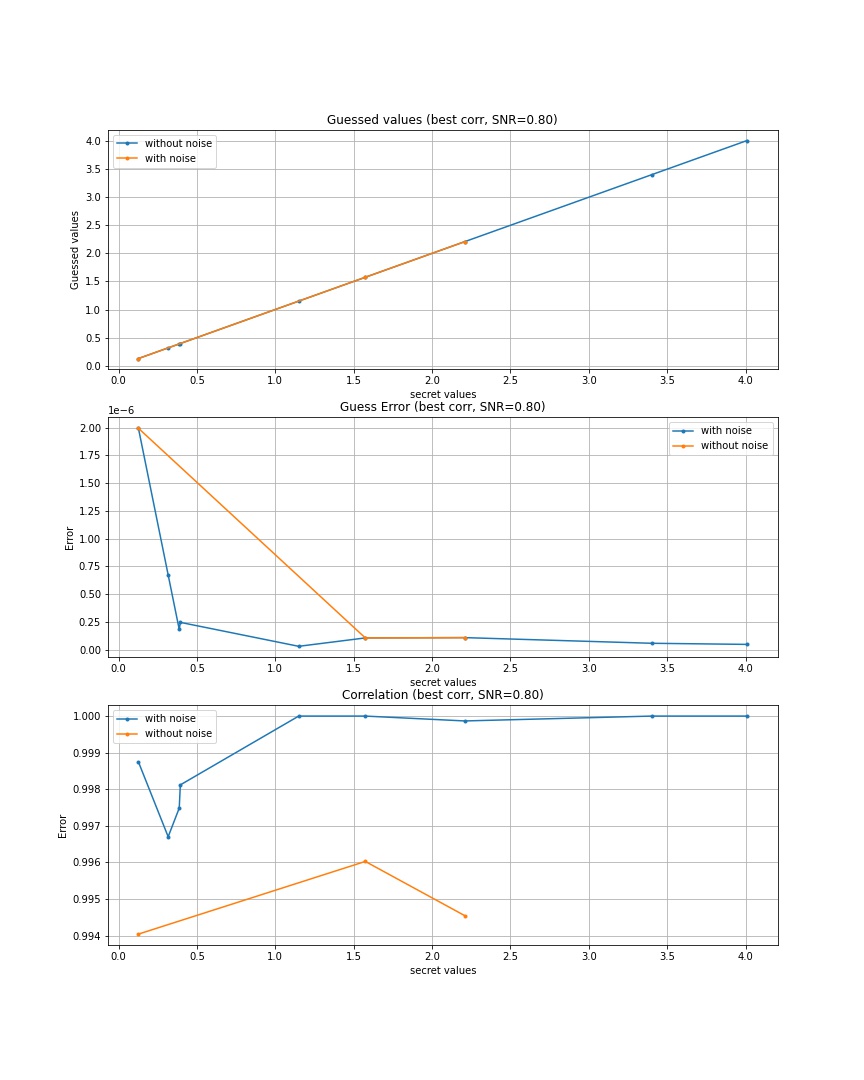 Guessed values (best corr, SNR=0.80)
without noise
with noise
Guessed values
4.0
3.5
3.0
2.5
2.0
1.5
1.0
0.5
0.0
0.0 0.5 1.0 1.5 2.0 2.5 3.0 3.5 4.0
secret values
1e−6
Guess Error (best corr, SNR=0.80)
with noise
without noise
Error
2.00
1.75
1.50
1.25
1.00
0.75
0.50
0.25
0.00
0.0 0.5 1.0 1.5 2.0 2.5 3.0 3.5 4.0
secret values
Correlation (best corr, SNR=0.80)
with noise
without noise
Error
1.000
0.999
0.998
0.997
0.996
0.995
0.994
0.0 0.5 1.0 1.5 2.0 2.5 3.0 3.5 4.0
secret values